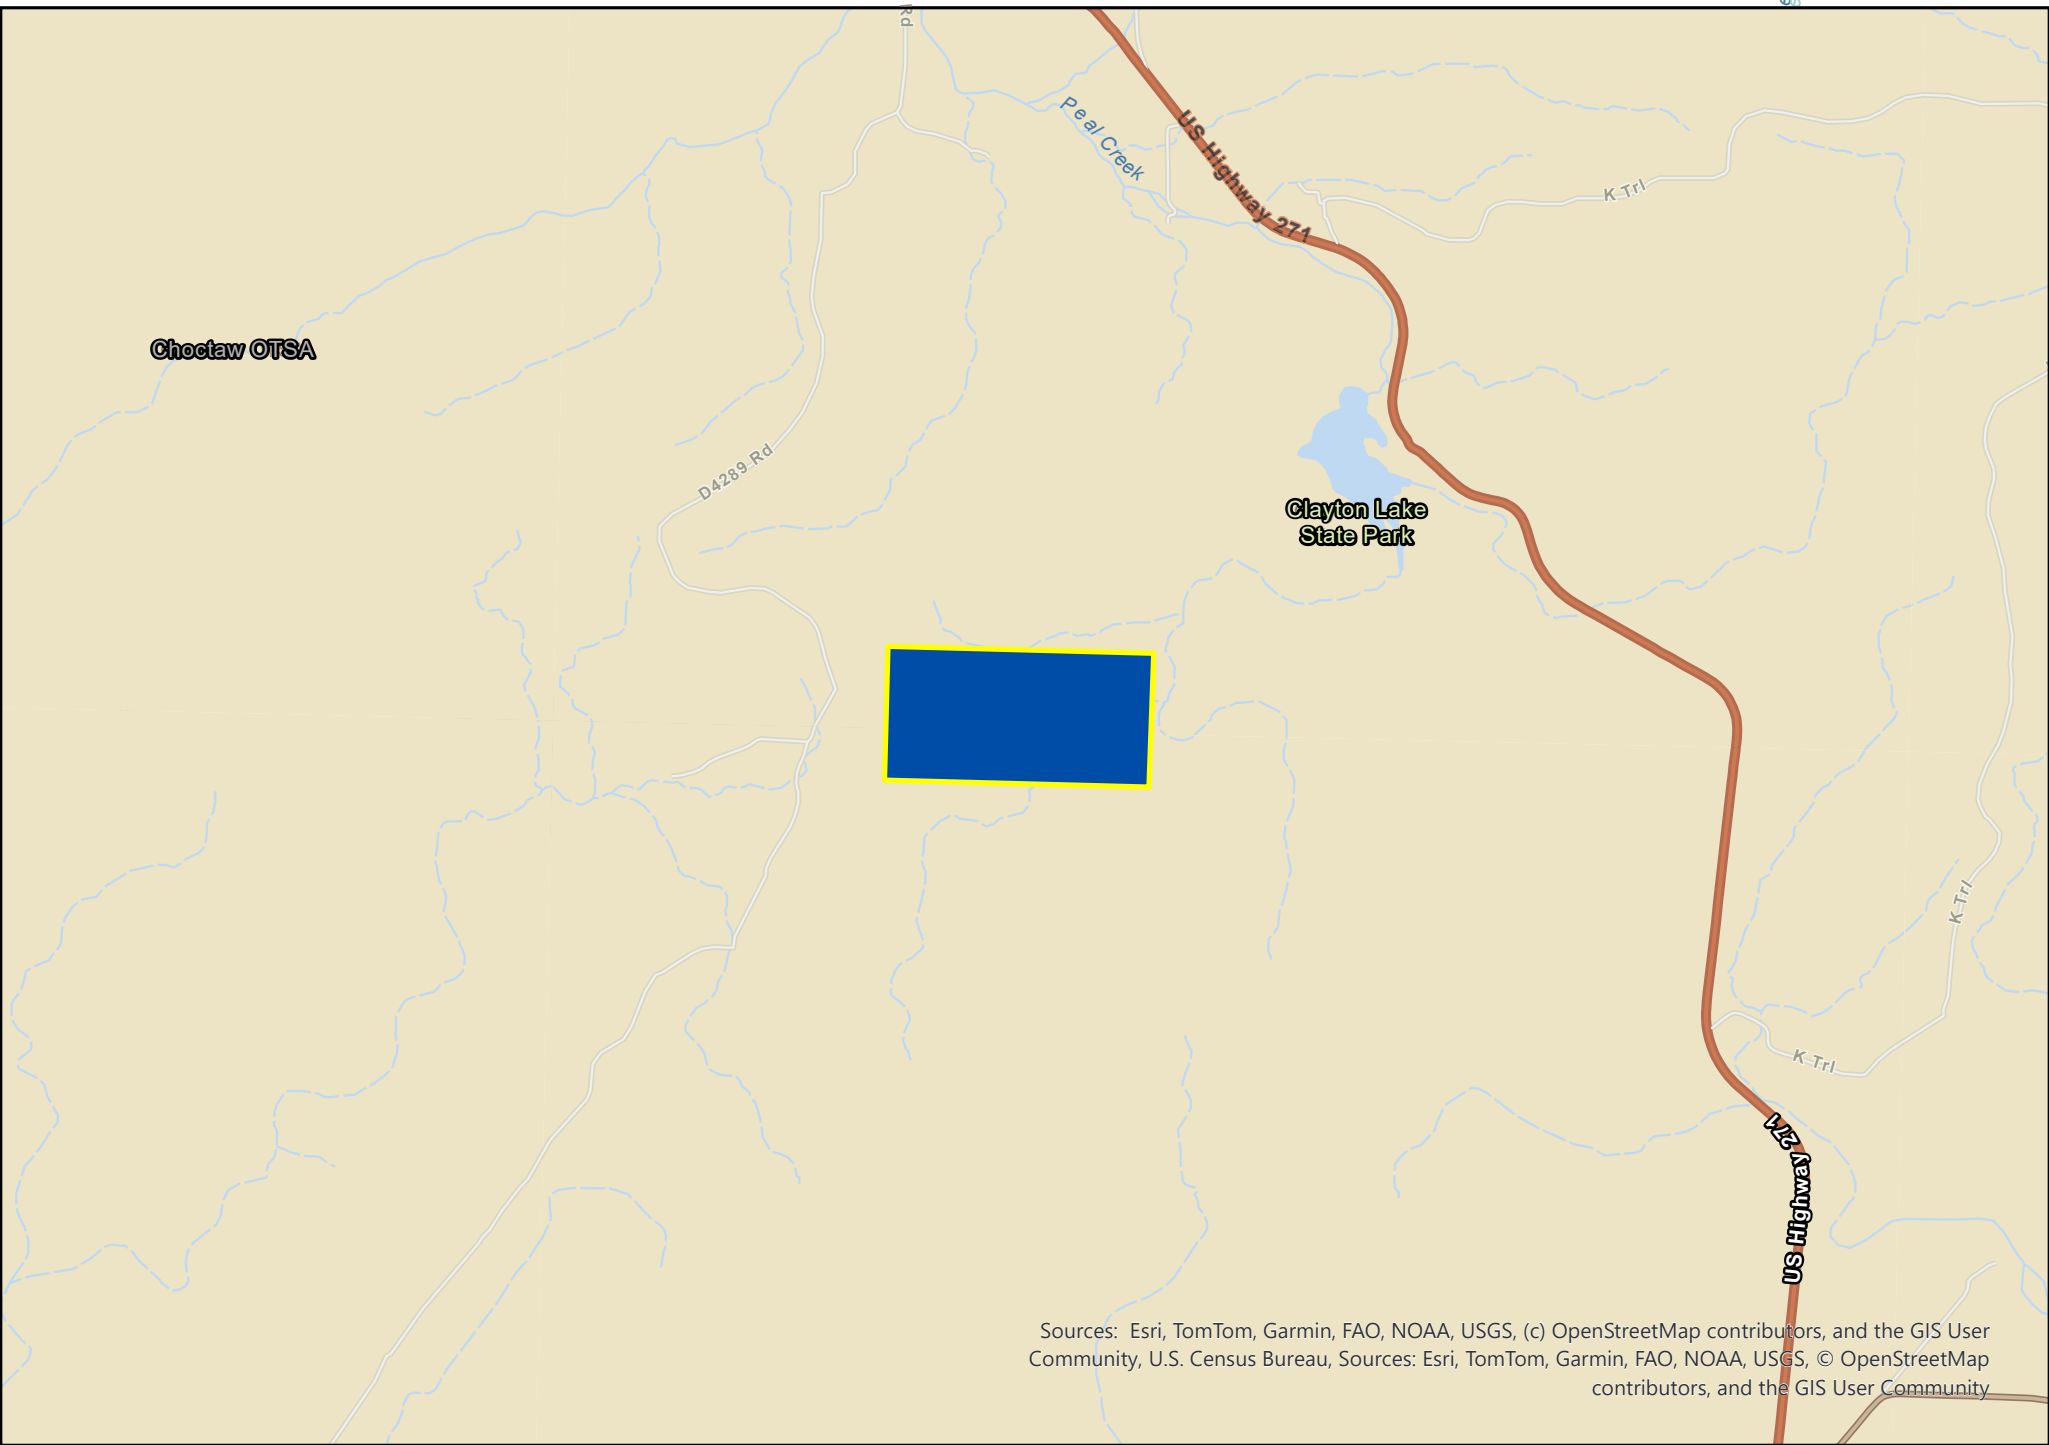 Rd
Peal Creek
US Highway 271
K Trl
Choctaw OTSA
D4289 Rd
Clayton Lake
State Park
K Trl
K Trl
US Highway 271
Sources: Esri, TomTom, Garmin, FAO, NOAA, USGS, (c) OpenStreetMap contributors, and the GIS User
Community, U.S. Census Bureau, Sources: Esri, TomTom, Garmin, FAO, NOAA, USGS, © OpenStreetMap
contributors, and the GIS User Community